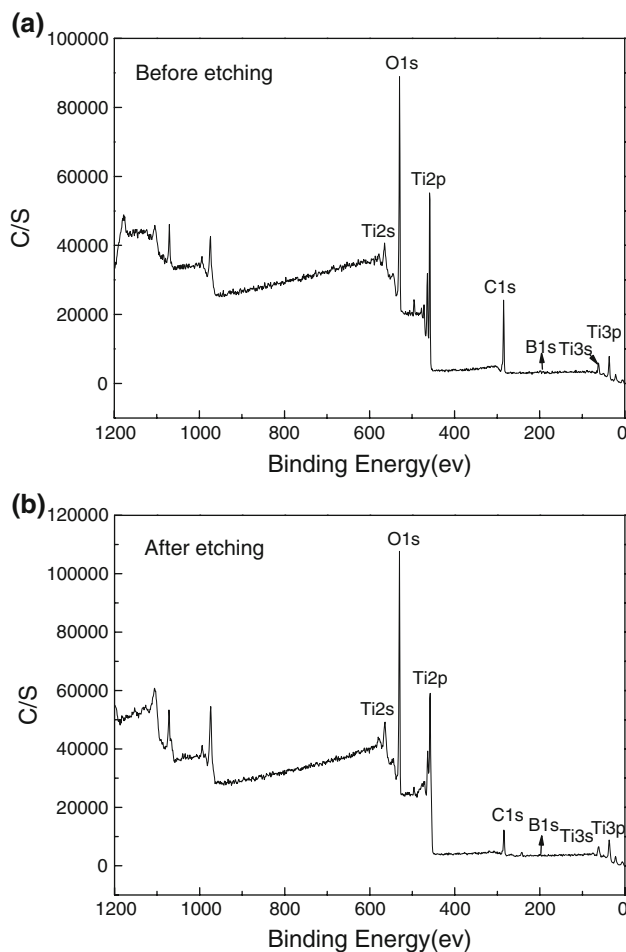 (a)
100000
80000
60000
40000
20000
0
C/S
Before etching
O1s
Ti2p
Ti2s
C1s
B1s
Ti3s
Ti3p
1200 1000 800 600 400 200 0
Binding Energy(ev)
(b)
120000
100000
80000
60000
40000
20000
0
C/S
After etching
O1s
Ti2p
Ti2s
C1s
B1s
Ti3s
Ti3p
1200 1000 800 600 400 200 0
Binding Energy(ev)